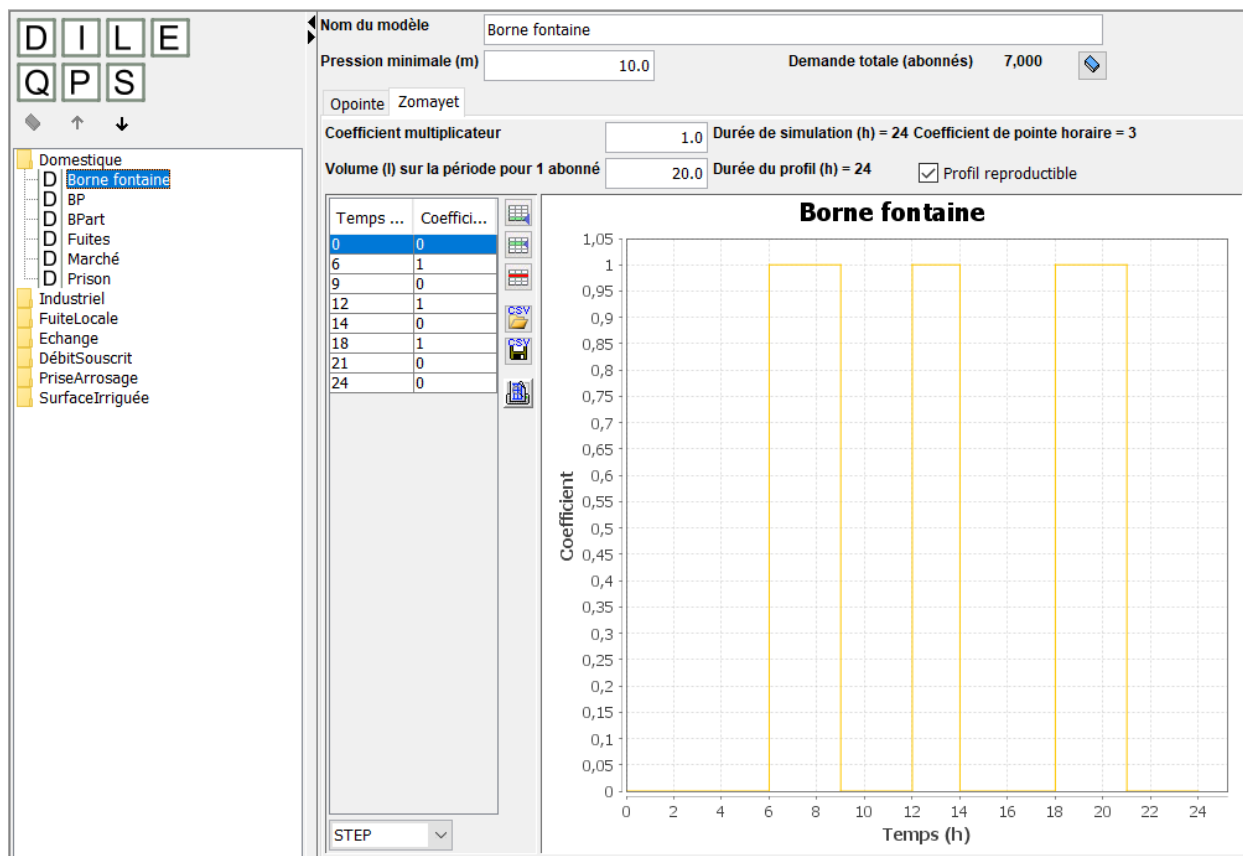 D I L E
Q P S
Domestique
D Borne fontaine
D BP
D BPart
D Fuites
D Marché
D Prison
Industriel
FuiteLocale
Echange
DébitSouscrit
PriseArrosage
SurfaceIrriguée
Nom du modèle Borne fontaine
Pression minimale (m) 10.0 Demande totale (abonnés) 7,000
Opointe Zomayet
Coefficient multiplicateur 1.0 Durée de simulation (h) = 24 Coefficient de pointe horaire = 3
Volume (l) sur la période pour 1 abonné 20.0 Durée du profil (h) = 24 Profil reproductible
Temps ... Coeffici...
0 0
6 1
9 0
12 1
14 0
18 1
21 0
24 0
CSV
CSV
STEP
Borne fontaine
1,05
1
0,95
0,9
0,85
0,8
0,75
0,7
0,65
0,6
0,55
0,5
0,45
0,4
0,35
0,3
0,25
0,2
0,15
0,1
0,05
0
Coefficient
0 2 4 6 8 10 12 14 16 18 20 22 24
Temps (h)